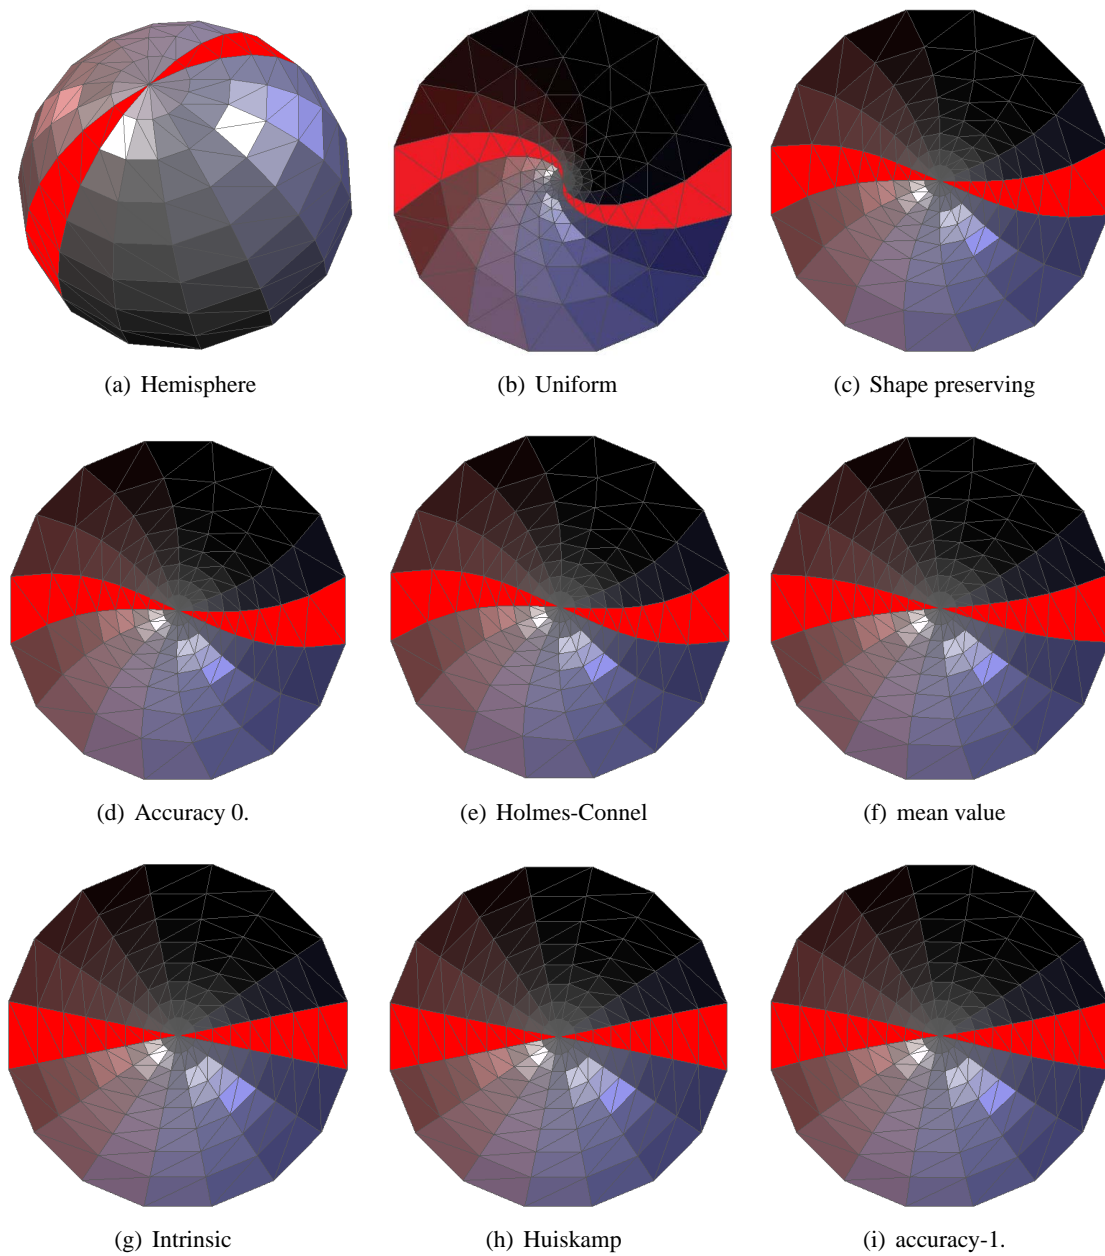 (a) Hemisphere
(b) Uniform
(c) Shape preserving
(d) Accuracy 0.
(e) Holmes-Connel
(f) mean value
(g) Intrinsic
(h) Huiskamp
(i) accuracy-1.